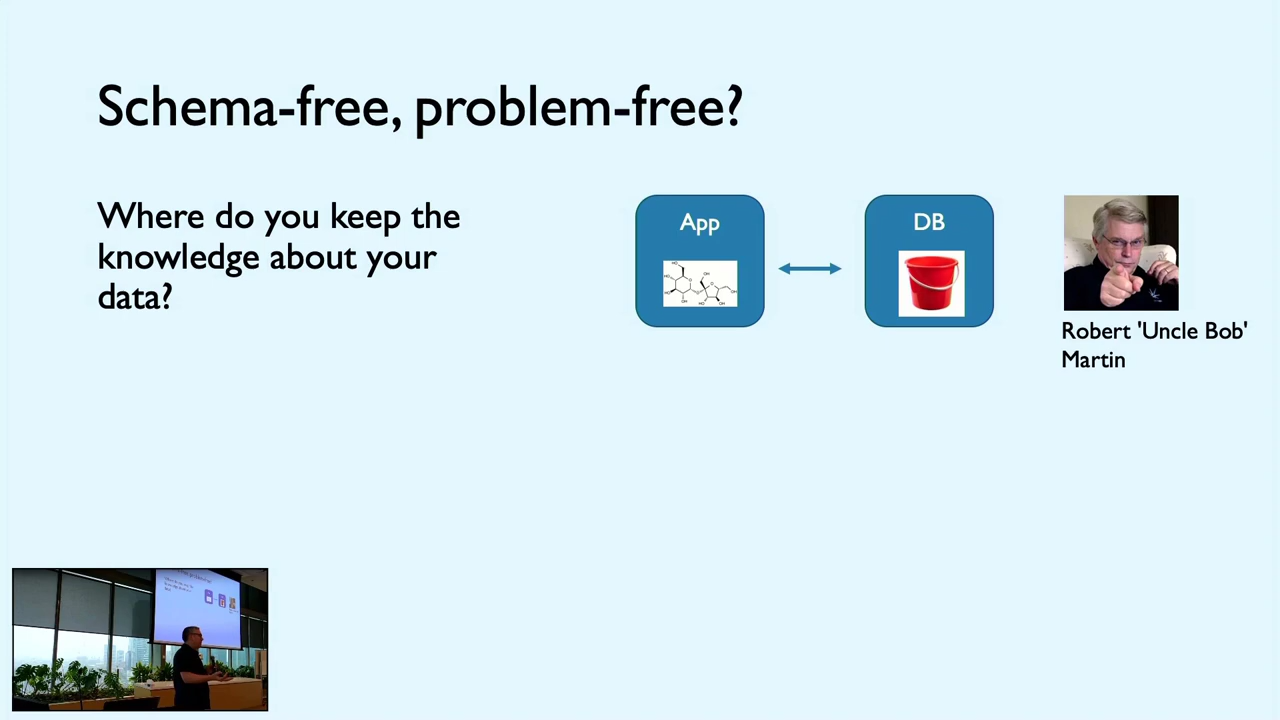 Schema-free, problem-free?
Where do you keep the
knowledge about your
data?
App
DB
Robert 'Uncle Bob'
Martin